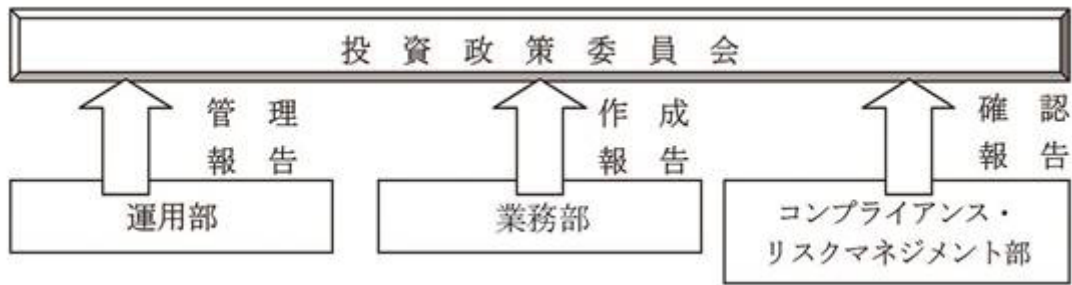 投資政策委員会
管理
報告
作成
報告
確認
報告
運用部
業務部
コンプライアンス・
リスクマネジメント部